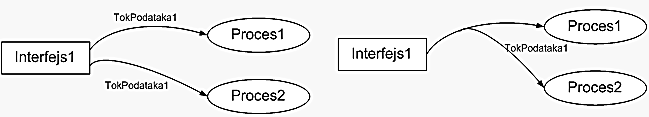 TokPodataka1
Proces1
Interfejs1
TokPodataka1
Proces2
Proces1
Interfejs1
TokPodataka1
Proces2